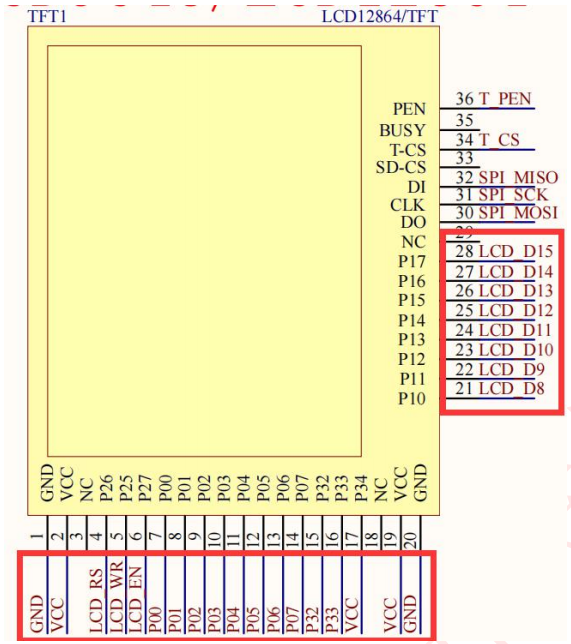 TFT1 LCD12864/TFT
PEN 36 T_PEN
BUSY 35
T-CS 34 T_CS
SD-CS 33
DI 32 SPI_MISO
CLK 31 SPI_SCK
DO 30 SPI_MOSI
NC 29
P17 28 LCD_D15
P16 27 LCD_D14
P15 26 LCD_D13
P14 25 LCD_D12
P13 24 LCD_D11
P12 23 LCD_D10
P11 22 LCD_D9
P10 21 LCD_D8
GND VCC NC P26 P25 P27 P00 P01 P02 P03 P04 P05 P06 P07 P32 P33 P34 NC VCC GND
1 2 3 4 5 6 7 8 9 10 11 12 13 14 15 16 17 18 19 20
GND VCC LCD_RS LCD_WR LCD_EN P00 P01 P02 P03 P04 P05 P06 P07 P32 P33 VCC VCC GND